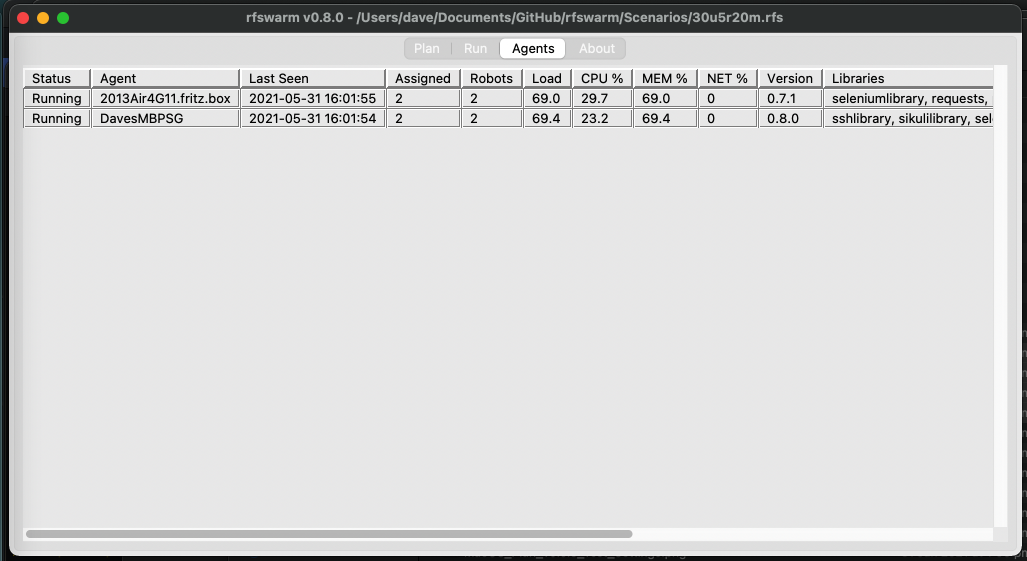 rfswarm v0.8.0 - /Users/dave/Documents/GitHub/rfswarm/Scenarios/30u5r20m.rfs
Plan Run Agents About
Status Agent Last Seen Assigned Robots Load CPU % MEM % NET % Version Libraries
Running 2013Air4G11.fritz.box 2021-05-31 16:01:55 2 2 69.0 29.7 69.0 0 0.7.1 seleniumlibrary, requests,
Running DavesMBPSG 2021-05-31 16:01:54 2 2 69.4 23.2 69.4 0 0.8.0 sshlibrary, sikulilibrary, sel